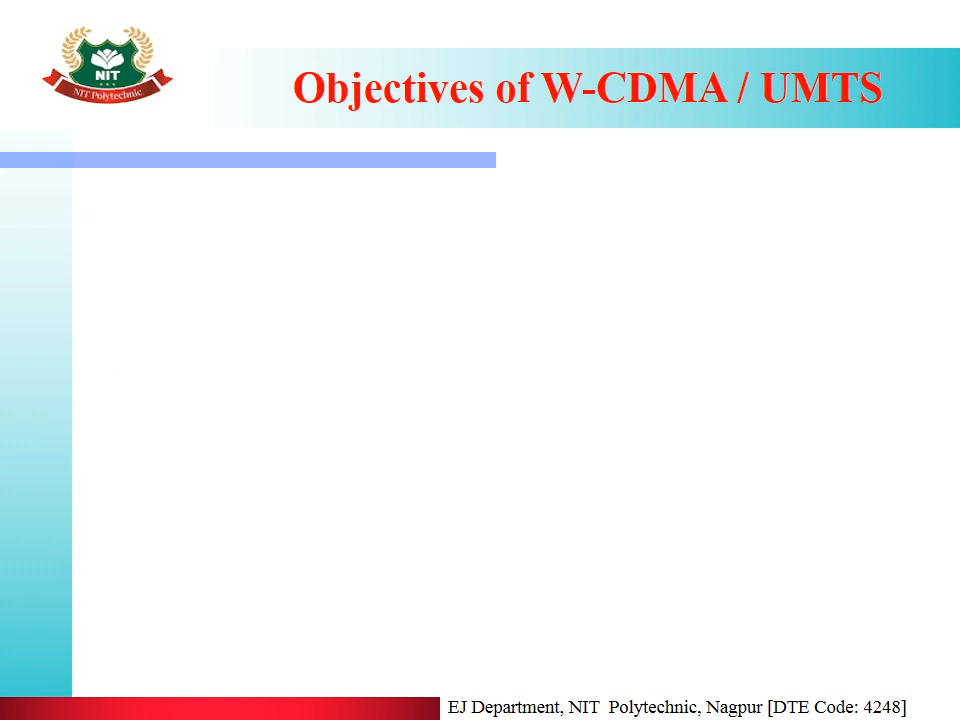 NIT
NIT Polytechnic
Objectives of W-CDMA / UMTS
EJ Department, NIT Polytechnic, Nagpur [DTE Code: 4248]